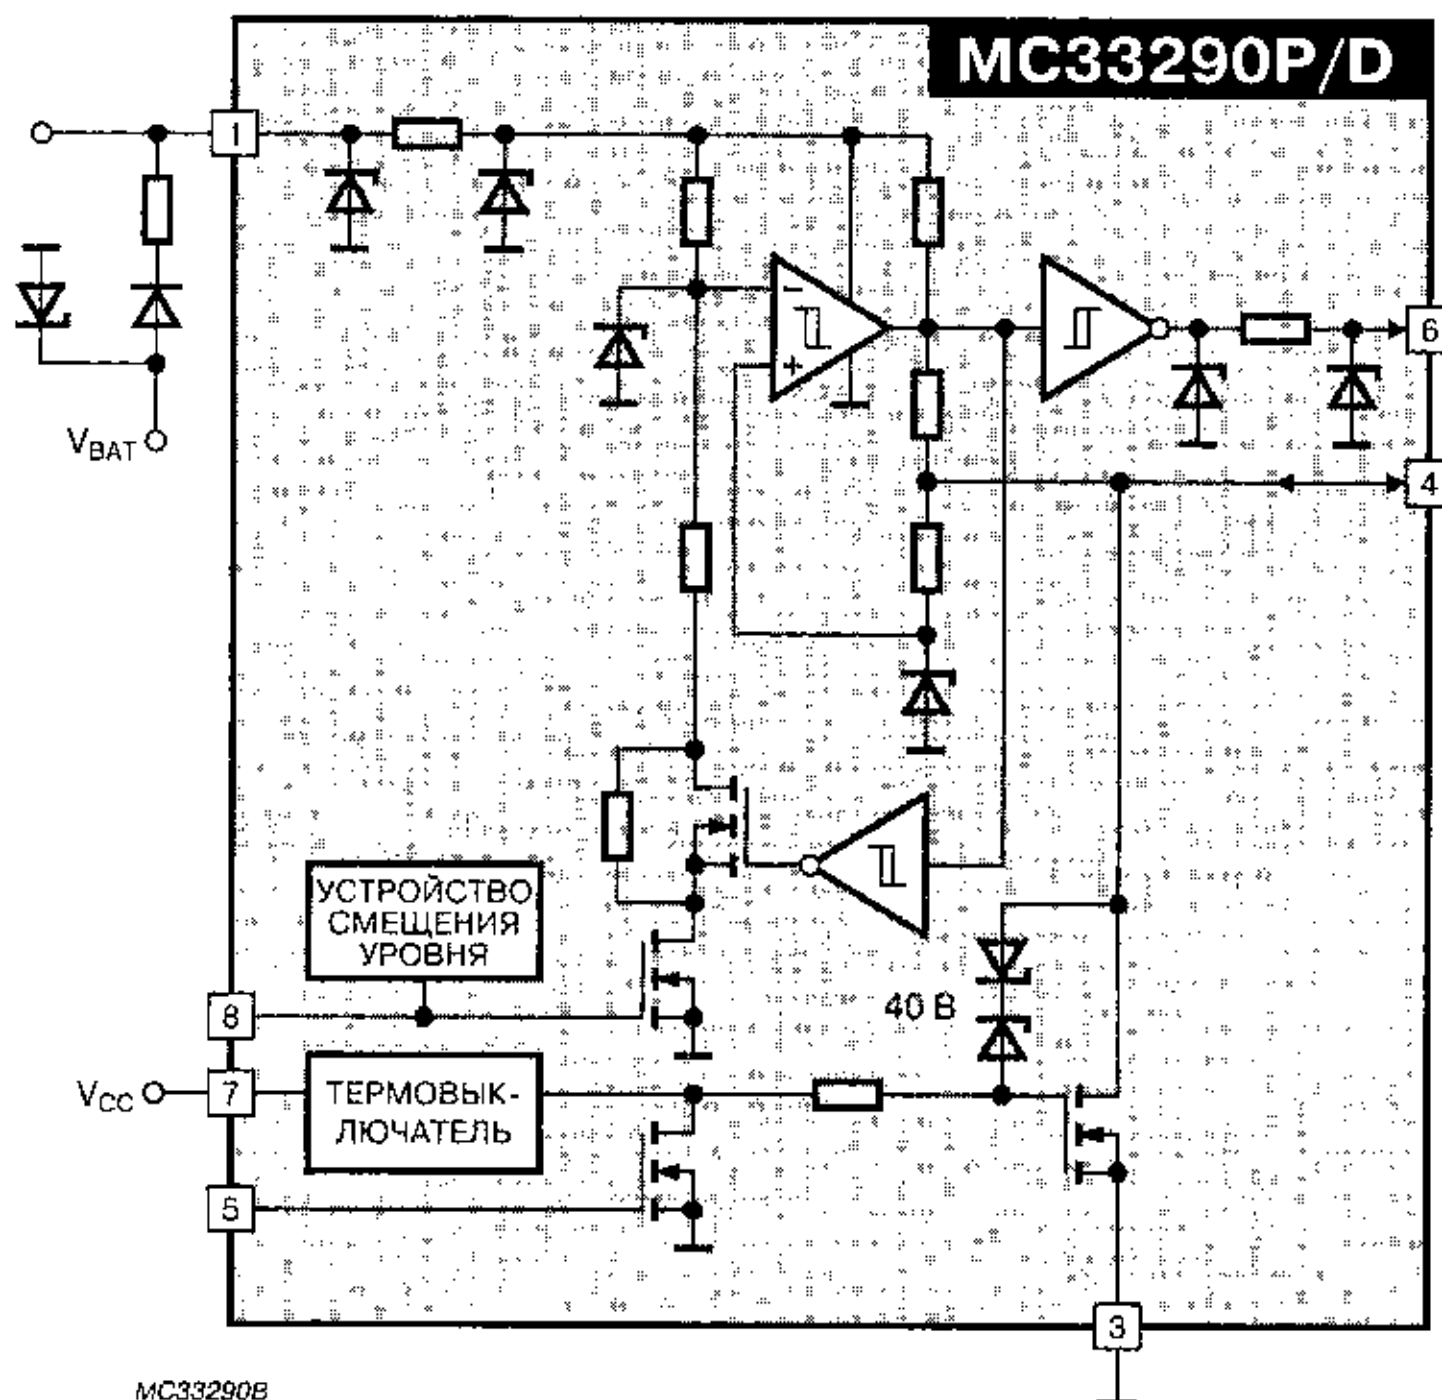 MC33290P/D
1
6
V_BAT
4
− 
+
УСТРОЙСТВО
СМЕЩЕНИЯ
УРОВНЯ
40 В
8
V_CC
7
ТЕРМОВЫК-
ЛЮЧАТЕЛЬ
5
3
MC33290B